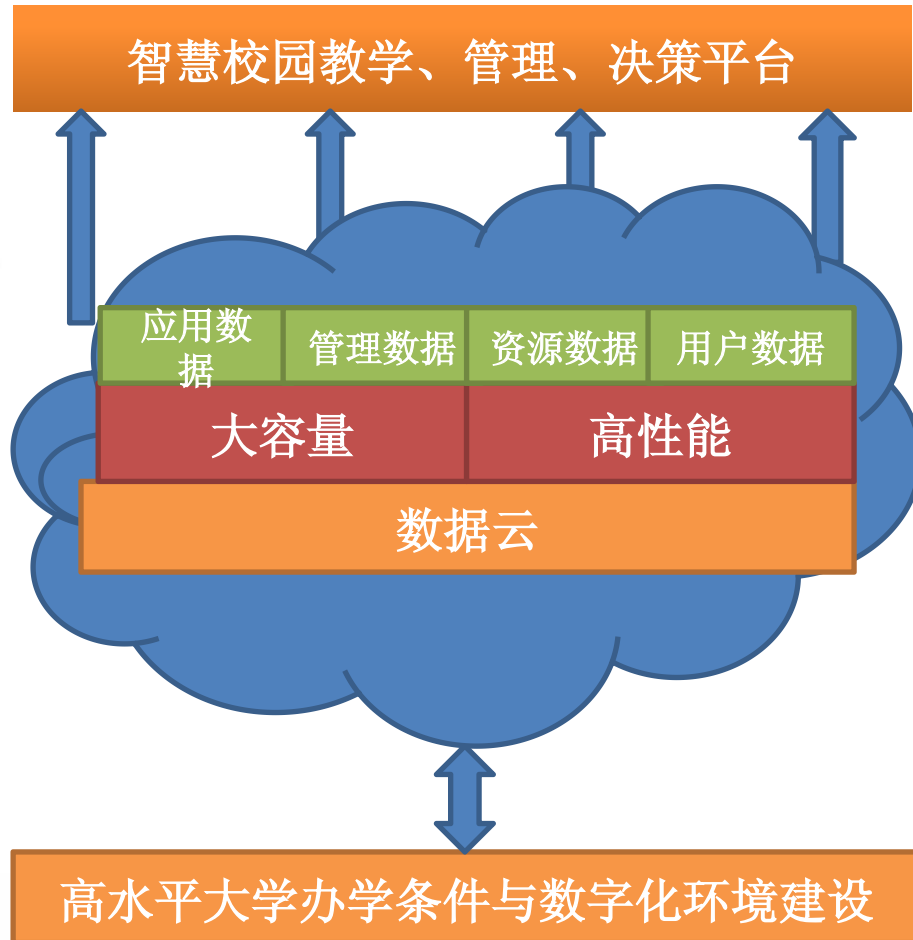 智慧校园教学、管理、决策平台
应用数
据
管理数据
资源数据
用户数据
大容量
高性能
数据云
高水平大学办学条件与数字化环境建设